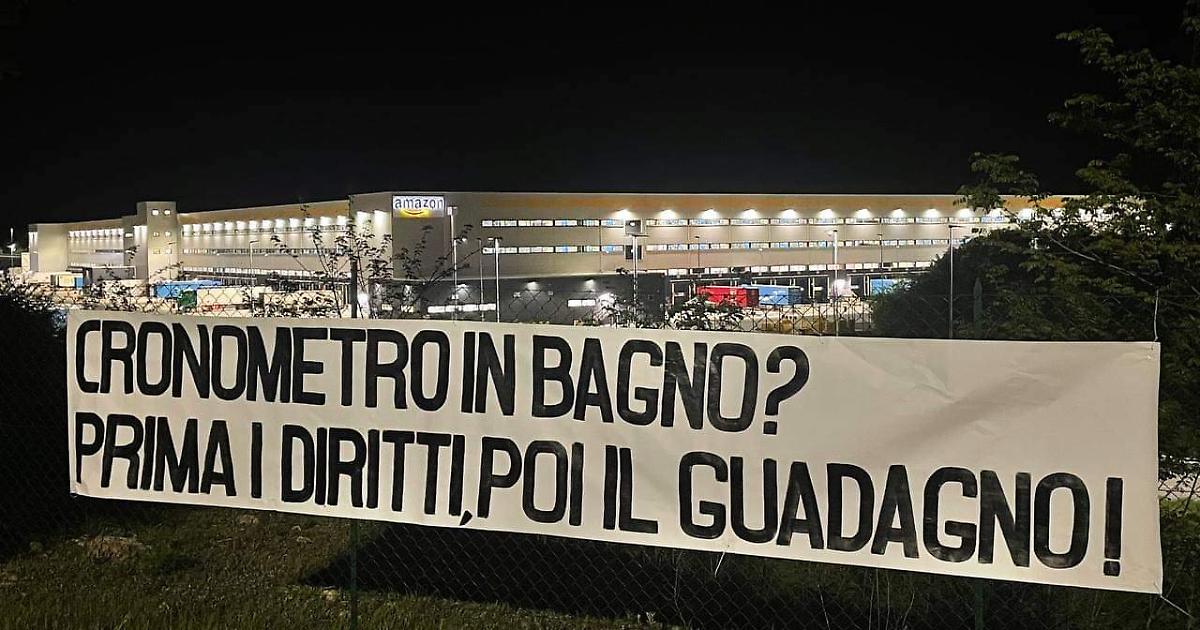 amazon
CRONOMETRO IN BAGNO?
PRIMA I DIRITTI, POI IL GUADAGNO!